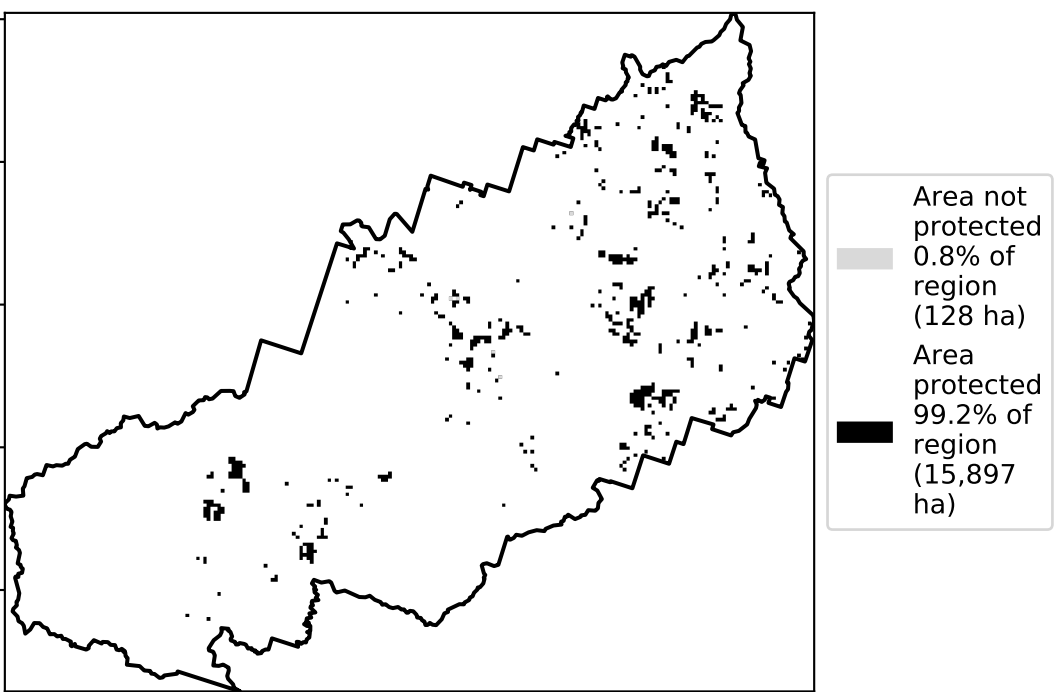 Area not
protected
0.8% of
region
(128 ha)
Area
protected
99.2% of
region
(15,897
ha)